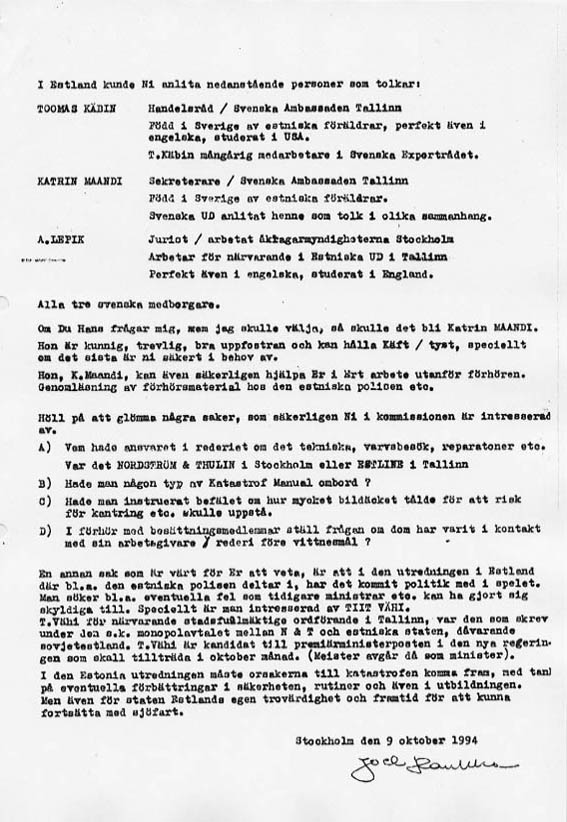 I Estland kunde Ni anlita nedanstående personer som tolkar:
TOOMAS KÄBIN Handelsråd / Svenska Ambassaden Tallinn
Född i Sverige av estniska föräldrar, perfekt även i
engelska, studerat i USA.
T.Käbin mångårig medarbetare i Svenska Exportrådet.
KATRIN MAANDI Sekreterare / Svenska Ambassaden Tallinn
Född i Sverige av estniska föräldrar.
Svenska UD anlitat henne som tolk i olika sammanhang.
A.LEPIK Jurist / arbetat åklagarmyndigheterna Stockholm
Arbetar för närvarande i Estniska UD i Tallinn
Perfekt även i engelska, studerat i England.
Alla tre svenska medborgare.
Om Du Hans frågar mig, vem jag skulle välja, så skulle det bli Katrin MAANDI.
Hon är kunnig, trevlig, bra uppfostran och kan hålla Käft / tyst, speciellt
om det sista är ni säkert i behov av.
Hon, K.Maandi, kan även säkerligen hjälpa Er i Ert arbete utanför förhören.
Genomläsning av förhörsmaterial hos den estniska polisen etc.
Höll på att glömma några saker, som säkerligen Ni i kommissionen är intresserad
av.
A) Vem hade ansvaret i rederiet om det tekniska, varvsbesök, reparatoner etc.
Var det NORDSTRÖM & THULIN i Stockholm eller ESTLINE i Tallinn
B) Hade man någon typ av Katastrof Manual ombord ?
C) Hade man instruerat befälet om hur mycket bildäcket tålde för att risk
för kantring etc. skulle uppstå.
D) I förhör med besättningsmedlemmar ställ frågan om dom har varit i kontakt
med sin arbetsgivare / rederi före vittnesmål ?
En annan sak som är värt för Er att veta, är att i den utredningen i Estland
där bl.a. den estniska polisen deltar i, har det kommit politik med i spelet.
Man söker bl.a. eventuella fel som tidigare ministrar etc. kan ha gjort sig
skyldiga till. Speciellt är man intresserad av TIIT VÄHI.
T.Vähi för närvarande stadsfullmäktige ordförande i Tallinn, var den som skrev
under den s.k. monopolavtalet mellan N & T och estniska staten, dåvarande
sovjetestland. T.Vähi är kandidat till premiärministerposten i den nya regerin-
gen som skall tillträda i oktober månad. (Meister avgår då som minister).
I den Estonia utredningen måste orsakerna till katastrofen komma fram, med tan
på eventuella förbättringar i säkerheten, rutiner och även i utbildningen.
Men även för staten Estlands egen trovärdighet och framtid för att kunna
fortsätta med sjöfart.
Stockholm den 9 oktober 1994